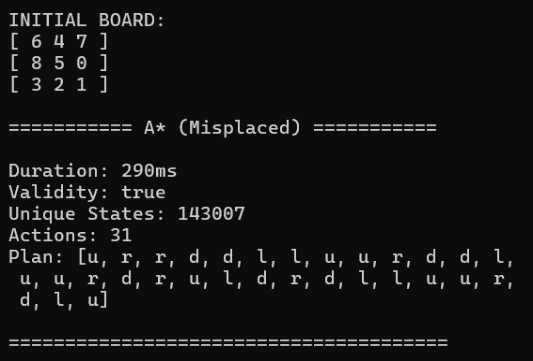 INITIAL BOARD:
[ 6 4 7 ]
[ 8 5 0 ]
[ 3 2 1 ]
=========== A* (Misplaced) ===========
Duration: 290ms
Validity: true
Unique States: 143007
Actions: 31
Plan: [u, r, r, d, d, l, l, u, u, r, d, d, l,
u, u, r, d, r, u, l, d, r, d, l, l, u, u, r,
d, l, u]
=======================================